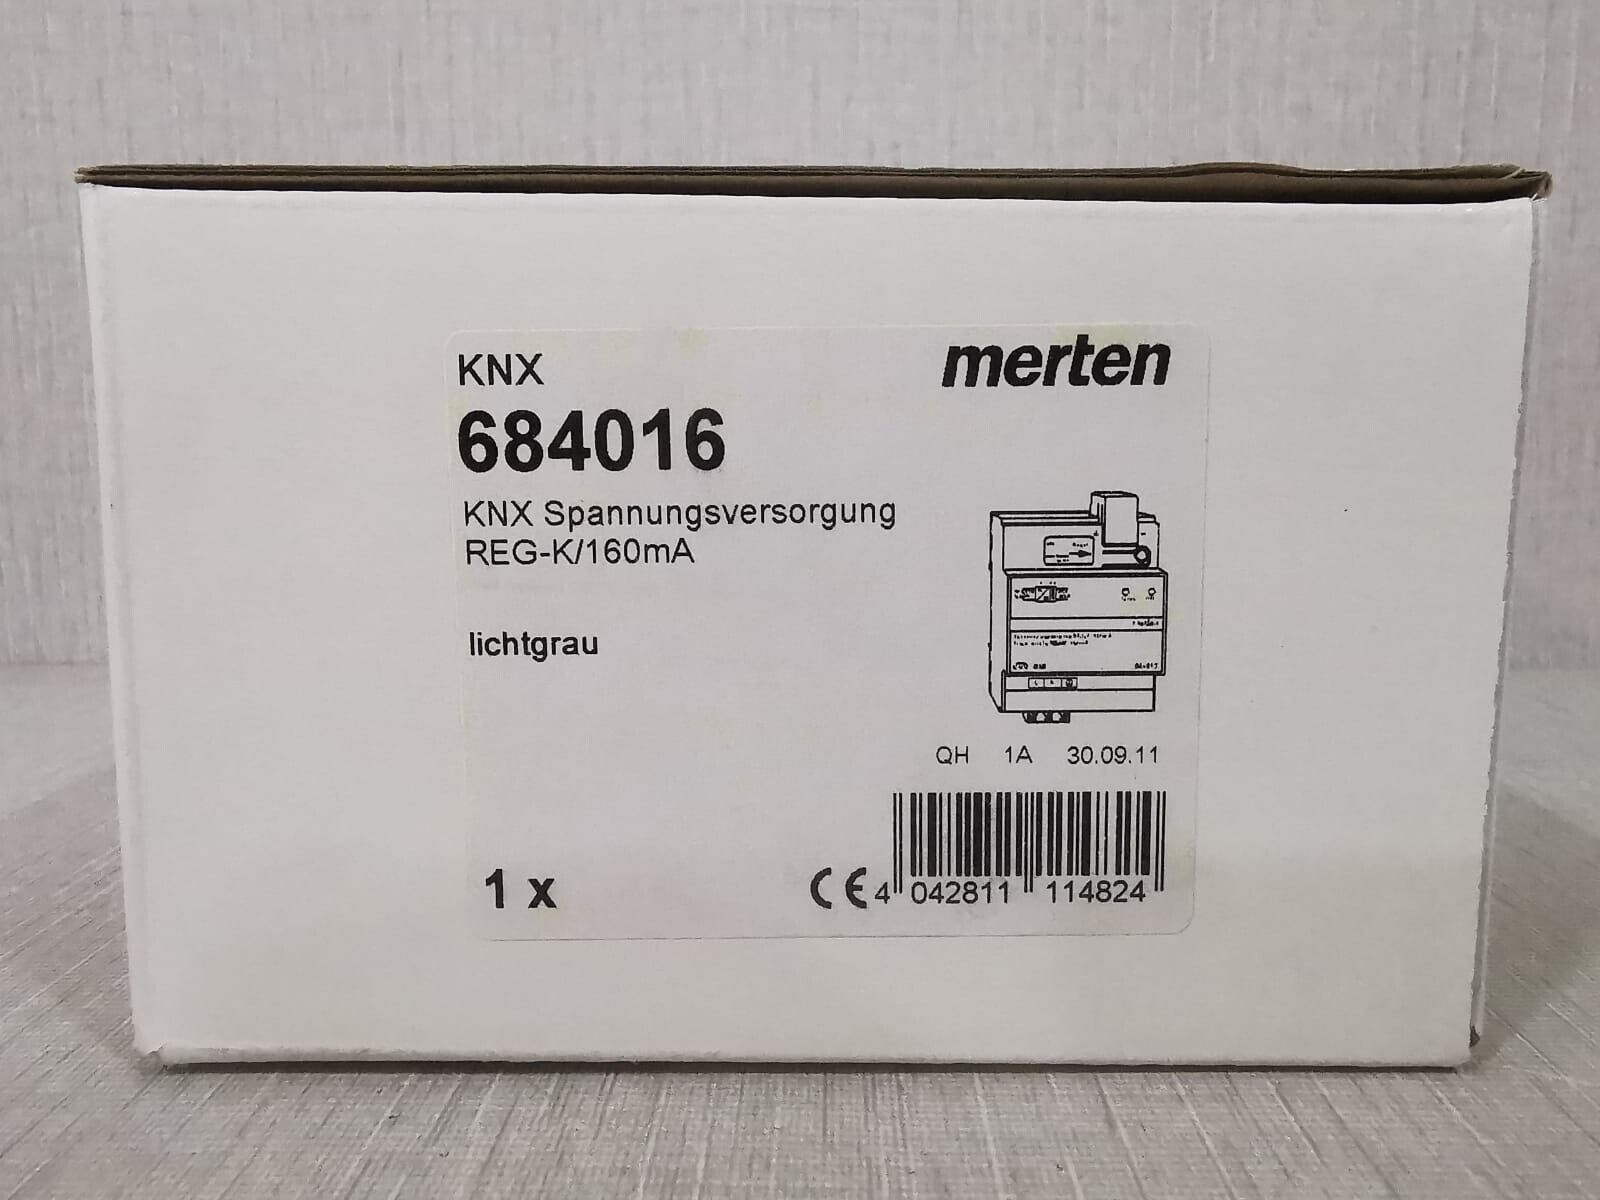 KNX
merten
684016
KNX Spannungsversorgung
REG-K/160mA
lichtgrau
QH 1A 30.09.11
1 x
CE 4 042811 114824